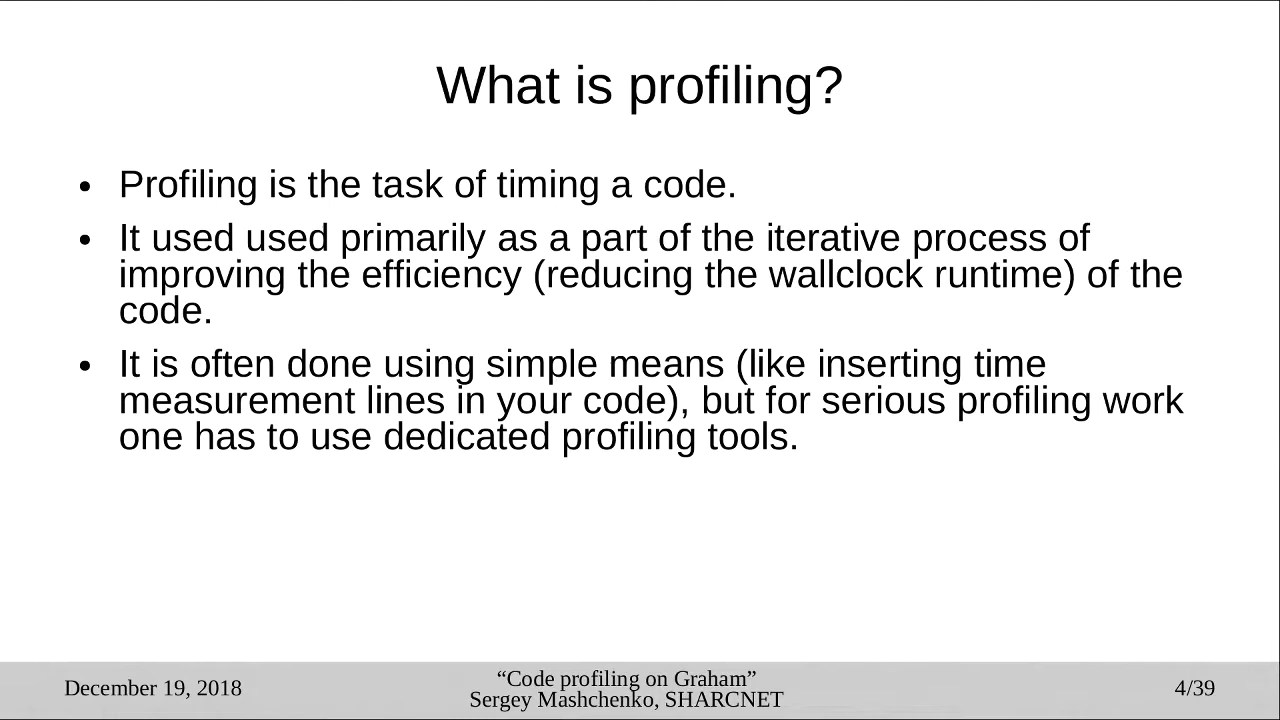 What is profiling?
• Profiling is the task of timing a code.
• It used used primarily as a part of the iterative process of
improving the efficiency (reducing the wallclock runtime) of the
code.
• It is often done using simple means (like inserting time
measurement lines in your code), but for serious profiling work
one has to use dedicated profiling tools.
December 19, 2018
“Code profiling on Graham”
Sergey Mashchenko, SHARCNET
4/39